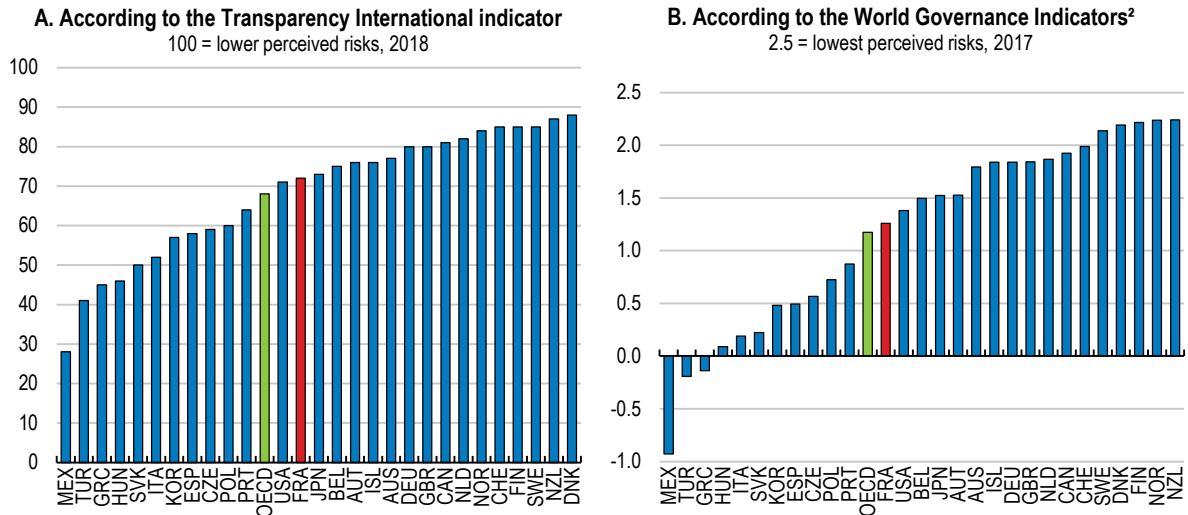 A. According to the Transparency International indicator
100 = lower perceived risks, 2018
100
90
80
70
60
50
40
30
20
10
0
MEX
TUR
GRC
HUN
SVK
ITA
KOR
ESP
CZE
POL
PRT
OECD
USA
FRA
JPN
BEL
AUT
ISL
AUS
DEU
GBR
CAN
NLD
NOR
CHE
FIN
SWE
NZL
DNK
B. According to the World Governance Indicators²
2.5 = lowest perceived risks, 2017
2.5
2.0
1.5
1.0
0.5
0.0
-0.5
-1.0
MEX
TUR
GRC
HUN
ITA
SVK
KOR
ESP
CZE
POL
PRT
OECD
FRA
USA
BEL
JPN
AUT
AUS
ISL
DEU
GBR
NLD
CAN
CHE
SWE
DNK
FIN
NOR
NZL